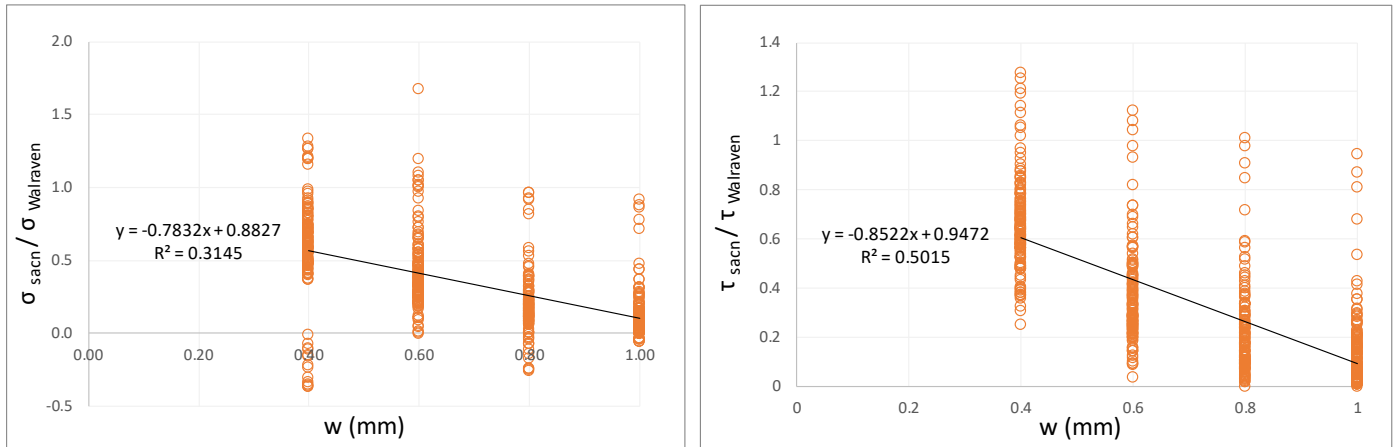 2.0
1.5
1.0
0.5
0.0
-0.5
0.00 0.20 0.40 0.60 0.80 1.00
σ sacn / σ Walraven
w (mm)
y = -0.7832x + 0.8827
R² = 0.3145
1.4
1.2
1
0.8
0.6
0.4
0.2
0
0 0.2 0.4 0.6 0.8 1
τ sacn / τ Walraven
w (mm)
y = -0.8522x + 0.9472
R² = 0.5015